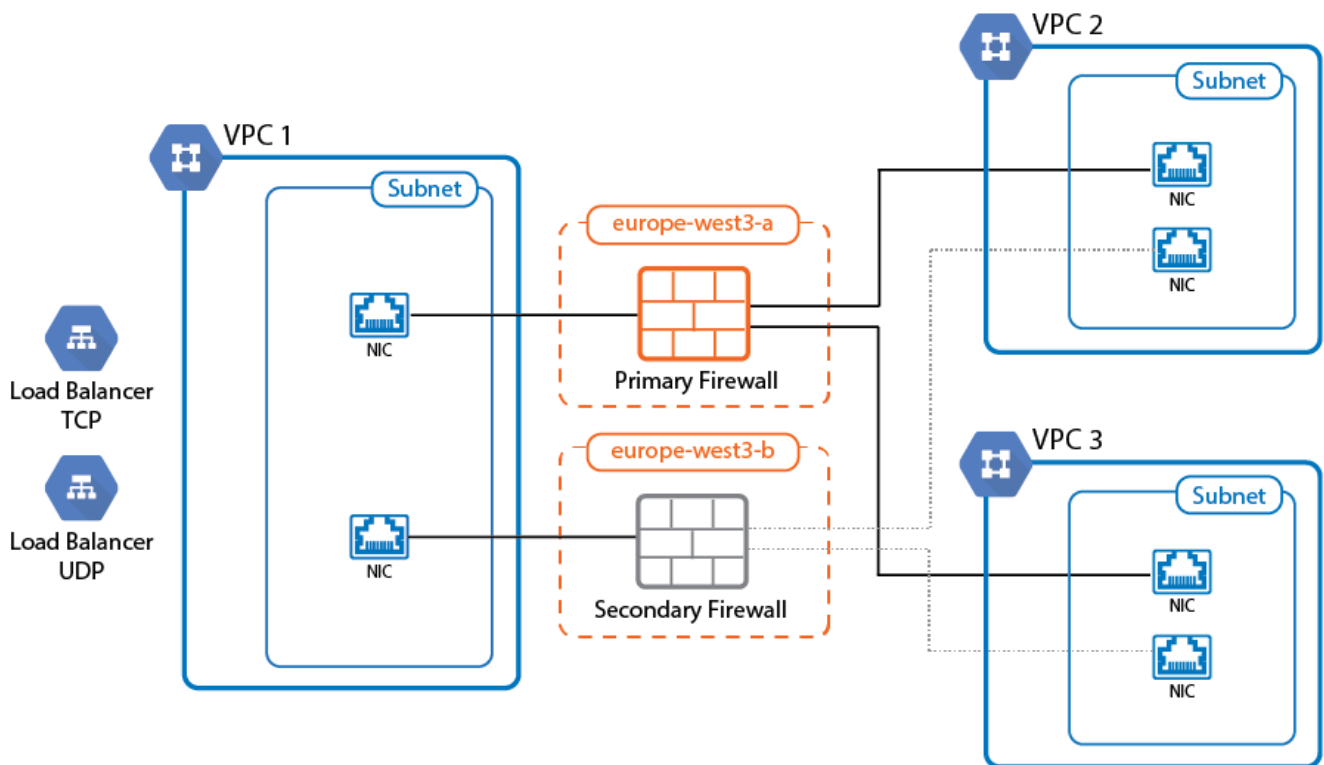 VPC 2
Subnet
NIC
NIC
VPC 1
Subnet
NIC
NIC
Load Balancer
TCP
Load Balancer
UDP
europe-west3-a
Primary Firewall
europe-west3-b
Secondary Firewall
VPC 3
Subnet
NIC
NIC